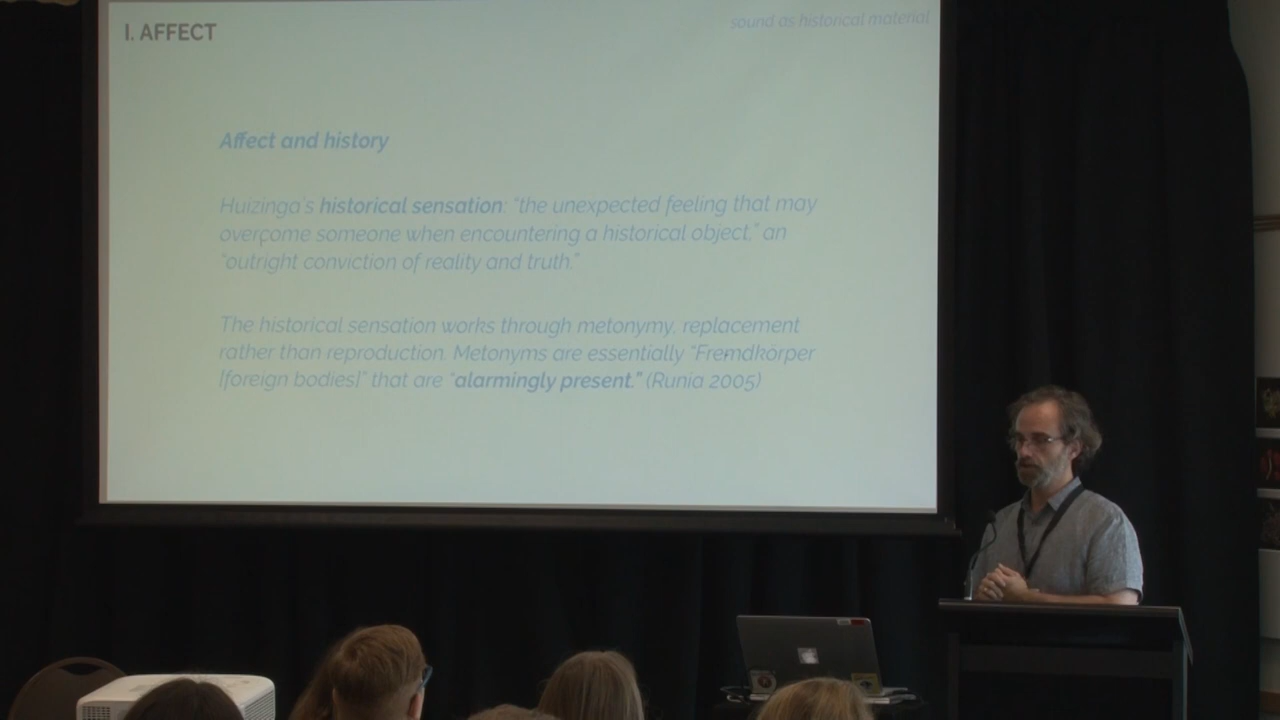 I. AFFECT
sound as historical material
Affect and history
Huizinga's historical sensation: "the unexpected feeling that may
overcome someone when encountering a historical object," an
"outright conviction of reality and truth."
The historical sensation works through metonymy, replacement
rather than reproduction. Metonyms are essentially "Fremdkörper
[foreign bodies]" that are "alarmingly present." (Runia 2005)